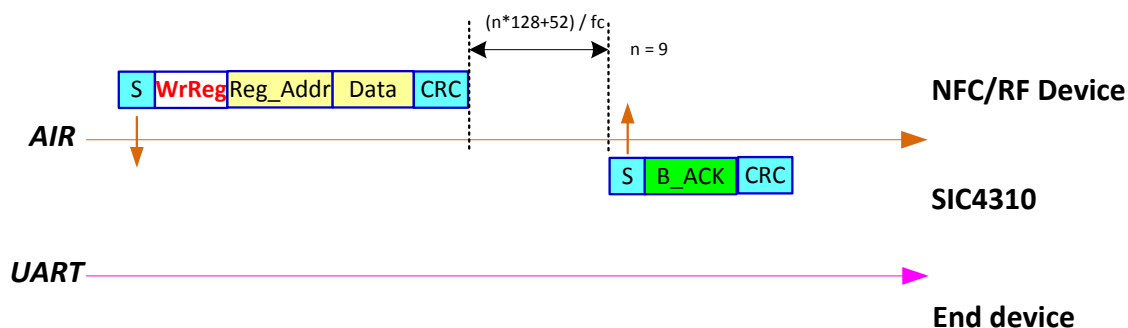 (n*128+52) / fc
n = 9
S WrReg Reg_Addr Data CRC
NFC/RF Device
AIR
S B_ACK CRC
SIC4310
UART
End device